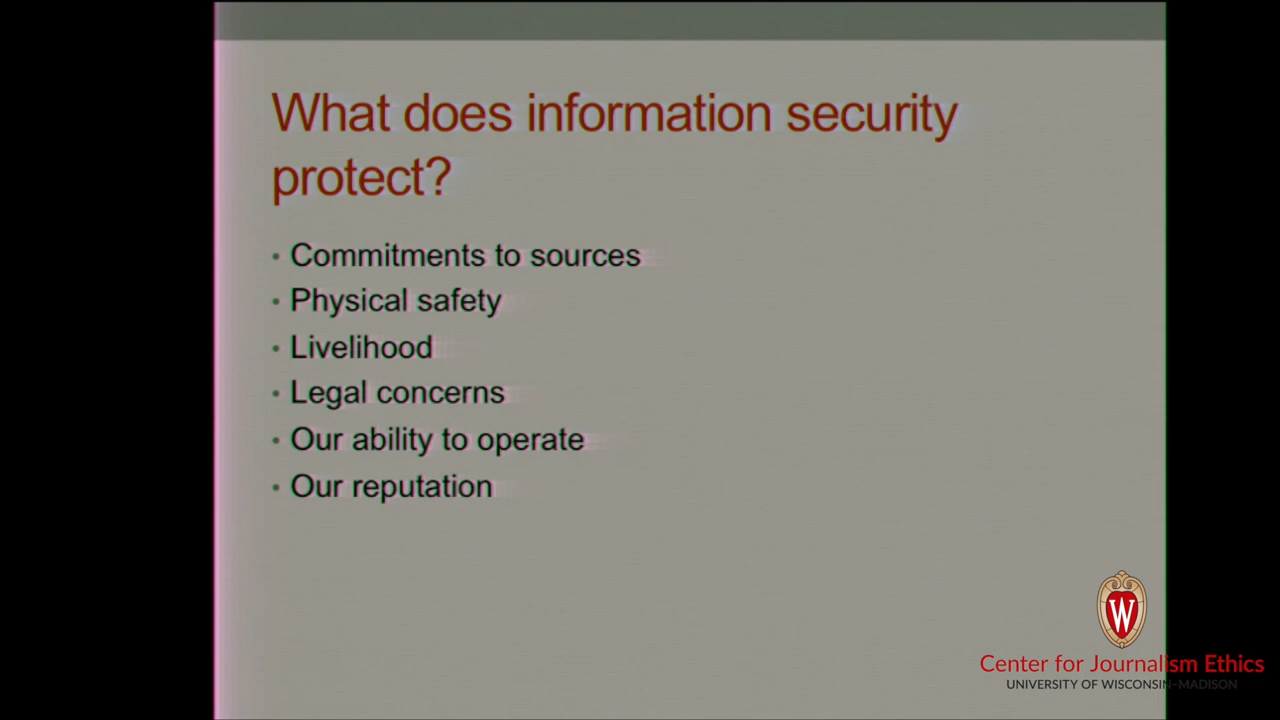 What does information security
protect?
• Commitments to sources
• Physical safety
• Livelihood
• Legal concerns
• Our ability to operate
• Our reputation
W
Center for Journalism Ethics
UNIVERSITY OF WISCONSIN–MADISON